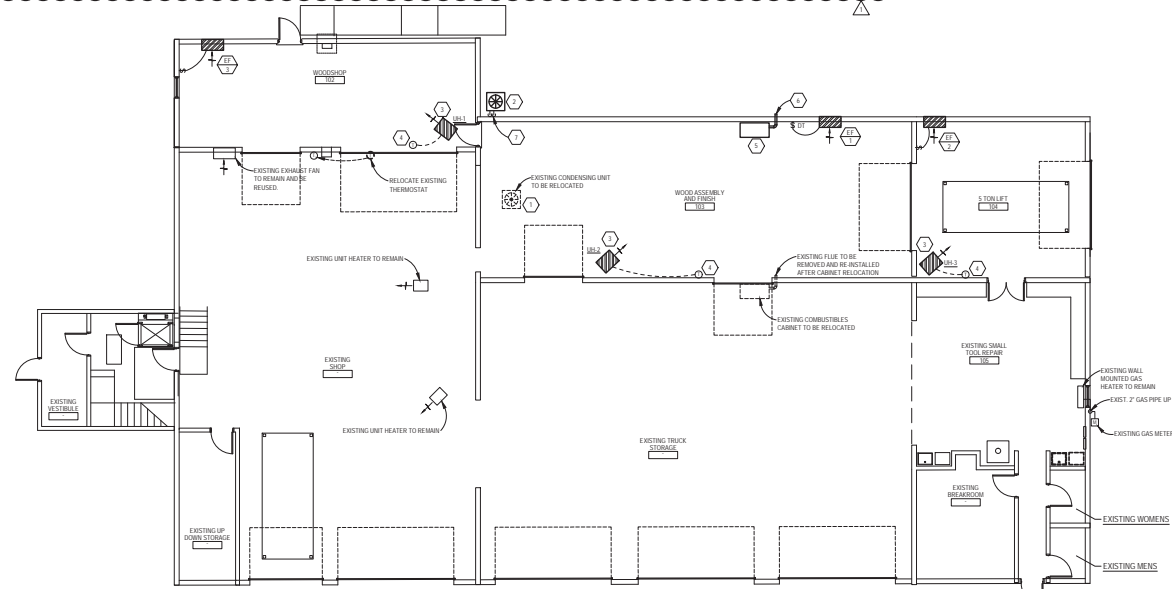 1
EF
3
WOODSHOP
102
3
UH-1
4
T
2
7
6
5
$ DT
EF
1
EF
2
EXISTING EXHAUST FAN
TO REMAIN AND BE
REUSED.
T
RELOCATE EXISTING
THERMOSTAT
EXISTING CONDENSING UNIT
TO BE RELOCATED
1
WOOD ASSEMBLY
AND FINISH
103
5 TON LIFT
104
3
UH-2
T
4
3
UH-3
T
4
EXISTING UNIT HEATER TO REMAIN
EXISTING FLUE TO BE
REMOVED AND RE-INSTALLED
AFTER CABINET RELOCATION
EXISTING COMBUSTIBLES
CABINET TO BE RELOCATED
EXISTING
SHOP
-
EXISTING SMALL
TOOL REPAIR
105
EXISTING WALL
MOUNTED GAS
HEATER TO REMAIN
EXIST. 2" GAS PIPE UP
M
EXISTING GAS METER
EXISTING
VESTIBULE
-
EXISTING UNIT HEATER TO REMAIN
EXISTING TRUCK
STORAGE
-
EXISTING
BREAKROOM
-
EXISTING UP
DOWN STORAGE
-
EXISTING WOMENS
EXISTING MENS